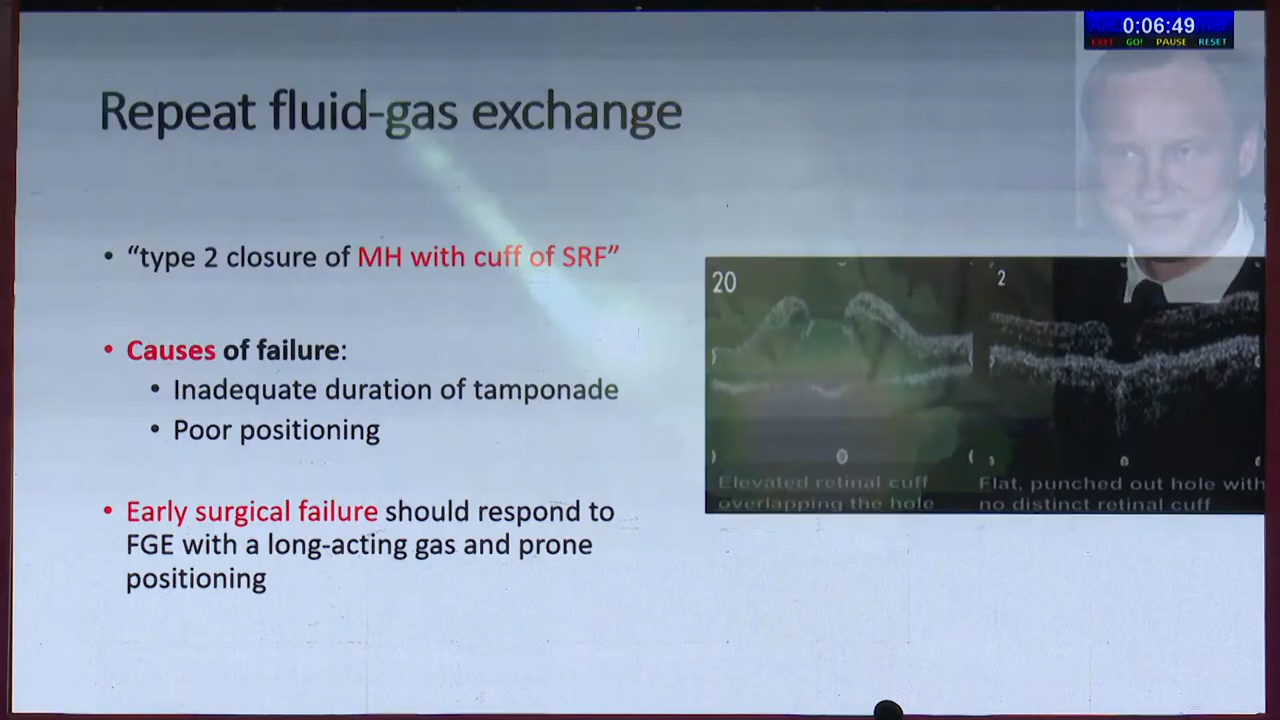 0:06:49
EXIT GO! PAUSE RESET
Repeat fluid-gas exchange
• “type 2 closure of MH with cuff of SRF”
• Causes of failure:
• Inadequate duration of tamponade
• Poor positioning
• Early surgical failure should respond to
FGE with a long-acting gas and prone
positioning
20
2
Elevated retinal cuff
overlapping the hole
Flat, punched out hole with
no distinct retinal cuff